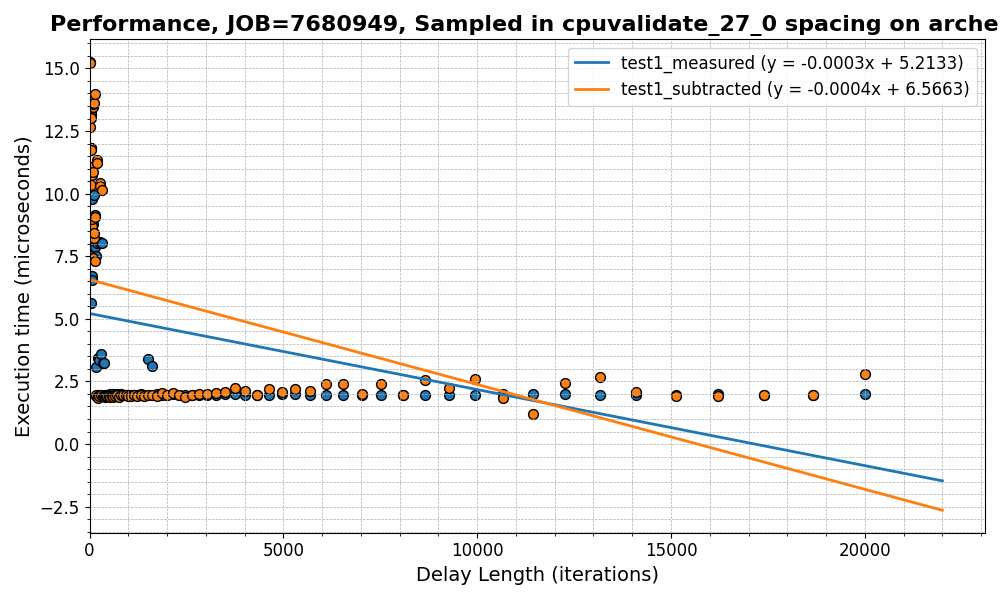 Performance, JOB=7680949, Sampled in cpuvalidate_27_0 spacing on arche
test1_measured (y = -0.0003x + 5.2133)
test1_subtracted (y = -0.0004x + 6.5663)
Execution time (microseconds)
15.0
12.5
10.0
7.5
5.0
2.5
0.0
−2.5
0 5000 10000 15000 20000
Delay Length (iterations)